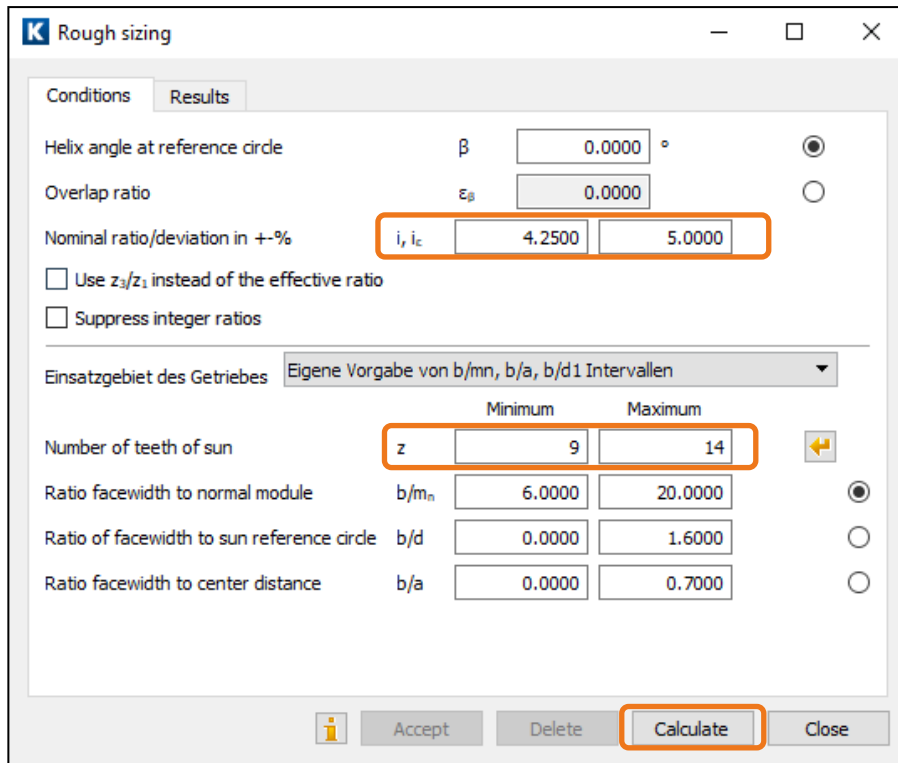 K Rough sizing
Conditions Results
Helix angle at reference circle β 0.0000 °
Overlap ratio εβ 0.0000
Nominal ratio/deviation in +-% i, ic 4.2500 5.0000
Use z₃/z₁ instead of the effective ratio
Suppress integer ratios
Einsatzgebiet des Getriebes Eigene Vorgabe von b/mn, b/a, b/d1 Intervallen
Minimum Maximum
Number of teeth of sun z 9 14
Ratio facewidth to normal module b/mₙ 6.0000 20.0000
Ratio of facewidth to sun reference circle b/d 0.0000 1.6000
Ratio facewidth to center distance b/a 0.0000 0.7000
i Accept Delete Calculate Close